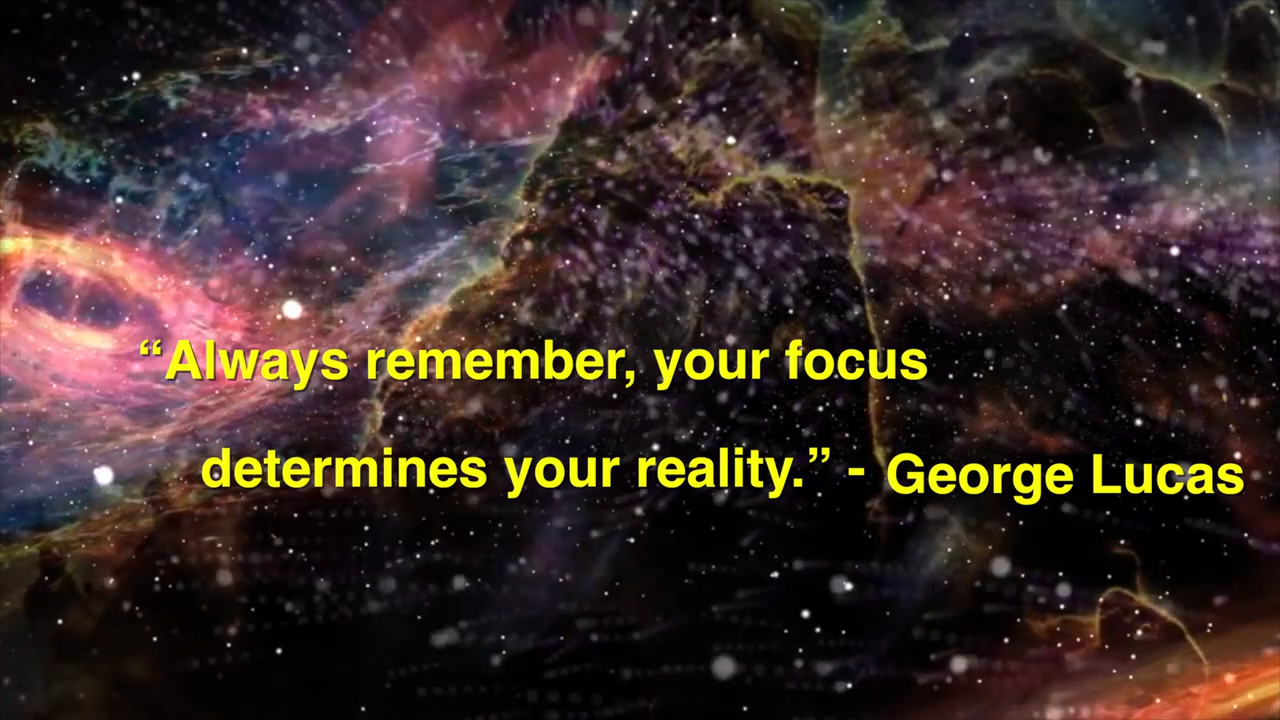 “Always remember, your focus
determines your reality.” - George Lucas